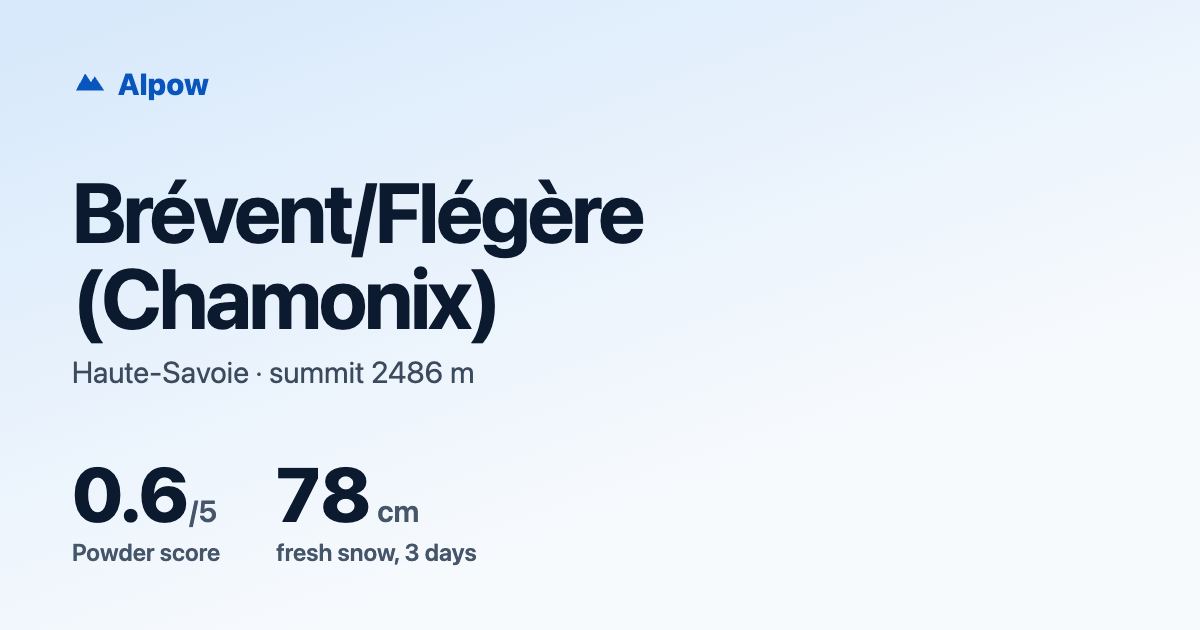 Alpow
Brévent/Flégère
(Chamonix)
Haute-Savoie · summit 2486 m
0.6/5 78 cm
Powder score fresh snow, 3 days